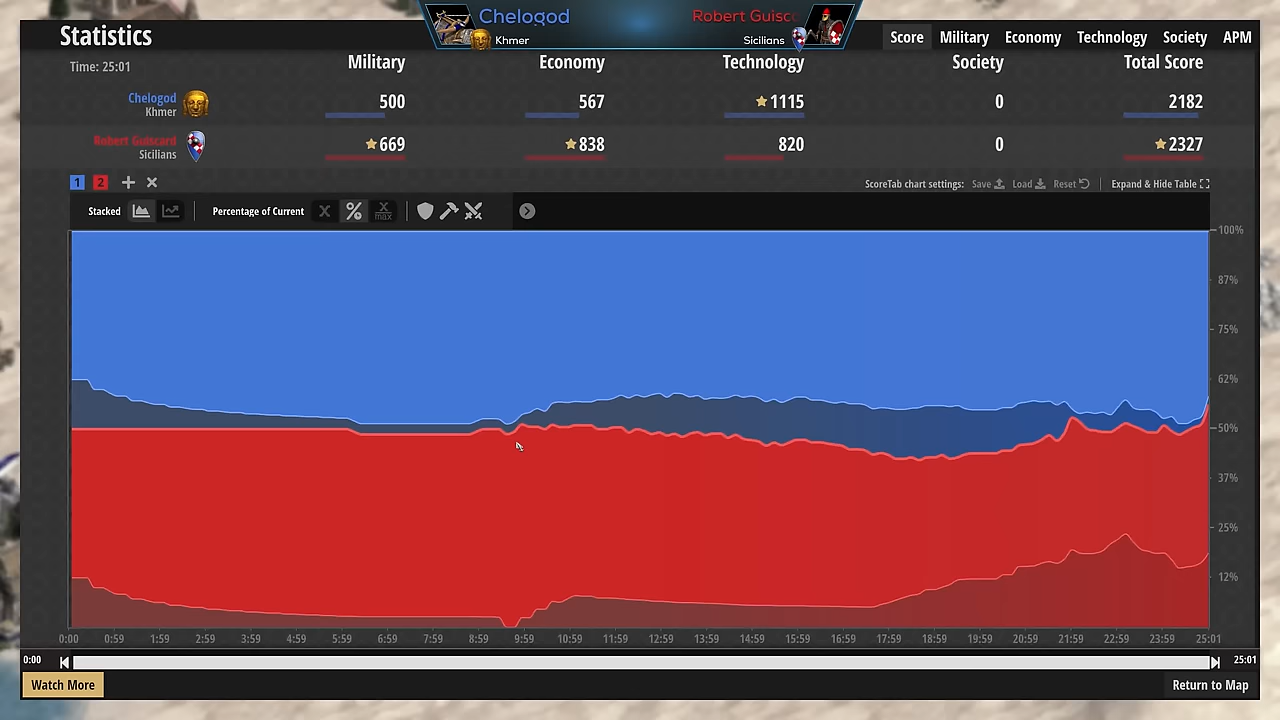 Chelogod
Khmer
Robert Guisc
Sicilians
Statistics
Score Military Economy Technology Society APM
Time: 25:01
Military Economy Technology Society Total Score
Chelogod
Khmer
500 567 1115 0 2182
Robert Guiscard
Sicilians
669 838 820 0 2327
1 2
ScoreTab chart settings: Save Load Reset Expand & Hide Table
Stacked Percentage of Current X % X max
100%
87%
75%
62%
50%
37%
25%
12%
0:00 0:59 1:59 2:59 3:59 4:59 5:59 6:59 7:59 8:59 9:59 10:59 11:59 12:59 13:59 14:59 15:59 16:59 17:59 18:59 19:59 20:59 21:59 22:59 23:59 25:01
0:00 25:01
Watch More Return to Map